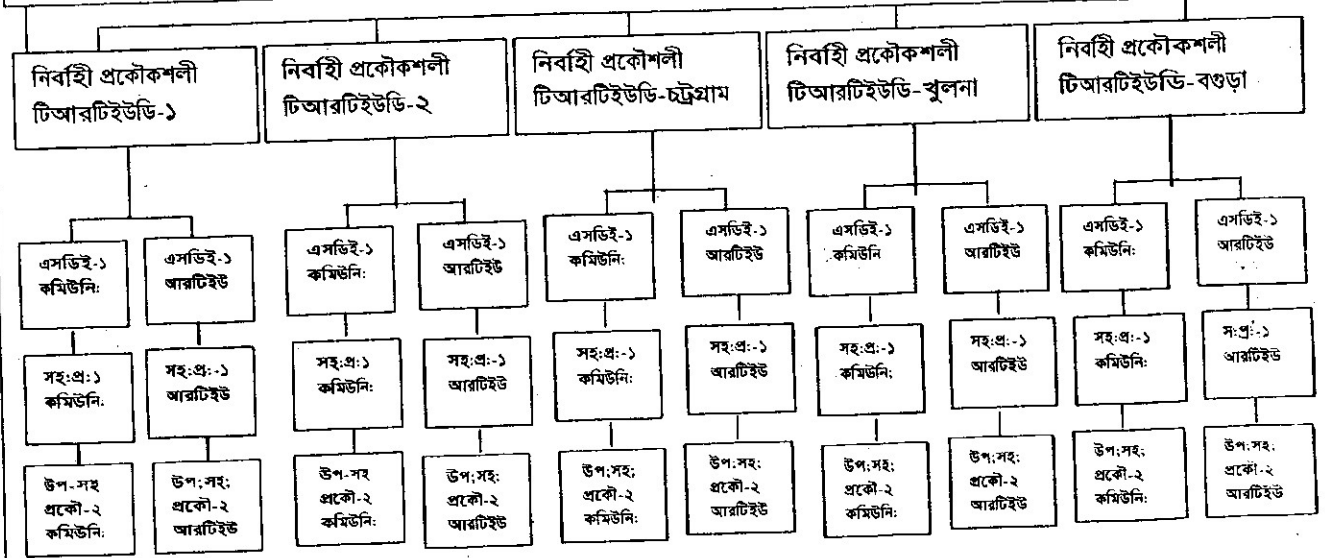 নির্বাহী প্রকৌকশলী
টিআরটিইউডি-১
নির্বাহী প্রকৌকশলী
টিআরটিইউডি-২
নির্বাহী প্রকৌশলী
টিআরটিইউডি-চট্রগ্রাম
নির্বাহী প্রকৌকশলী
টিআরটিইউডি-খুলনা
নির্বাহী প্রকৌকশলী
টিআরটিইউডি-বগুড়া
এসডিই-১
কমিউনি:
এসডিই-১
আরটিইউ
এসডিই-১
কমিউনি:
এসডিই-১
আরটিইউ
এসডিই-১
কমিউনি:
এসডিই-১
আরটিইউ
এসডিই-১
কমিউনি
এসডিই-১
আরটিইউ
এসডিই-১
কমিউনি:
এসডিই-১
আরটিইউ
সহ:প্র:১
কমিউনি:
সহ:প্র:-১
আরটিইউ
সহ:প্র:১
কমিউনি:
সহ:প্র:-১
আরটিইউ
সহ:প্র:-১
কমিউনি:
সহ:প্র:-১
আরটিইউ
সহ:প্র:-১
কমিউনি;
সহ:প্র:-১
আরটিইউ
সহ:প্র:-১
কমিউনি:
স:প্র:-১
আরটিইউ
উপ-সহ
প্রকৌ-২
কমিউনি:
উপ;সহ;
প্রকৌ-২
আরটিইউ
উপ-সহ
প্রকৌ-২
কমিউনি:
উপ;সহ:
প্রকৌ-২
আরটিইউ
উপ;সহ:
প্রকৌ-২
কমিউনি:
উপ:সহ:
প্রকৌ-২
আরটিইউ
উপ;সহ;
প্রকৌ-২
কমিউনি:
উপ;সহ;
প্রকৌ-২
আরটিইউ
উপ;সহ:
প্রকৌ-২
কমিউনি:
উপ:সহ:
প্রকৌ-২
আরটিইউ